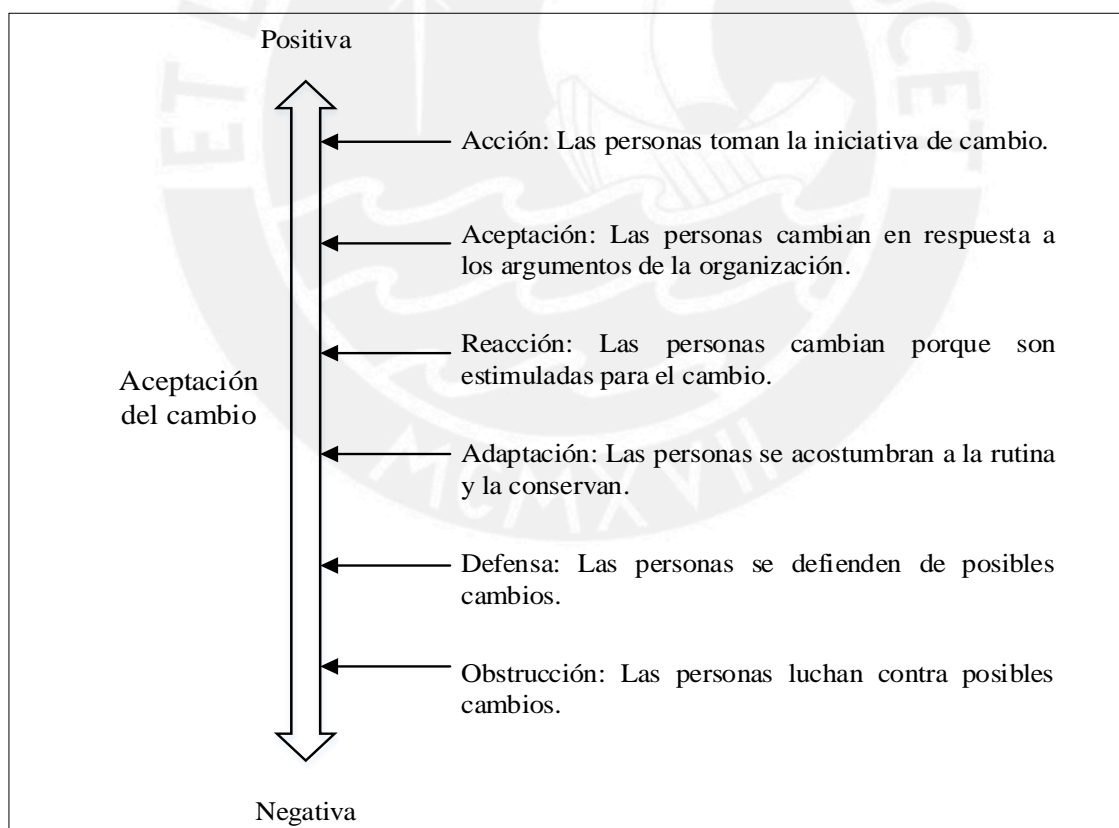 Positiva
Acción: Las personas toman la iniciativa de cambio.
Aceptación: Las personas cambian en respuesta a
los argumentos de la organización.
Reacción: Las personas cambian porque son
estimuladas para el cambio.
Aceptación
del cambio
Adaptación: Las personas se acostumbran a la rutina
y la conservan.
Defensa: Las personas se defienden de posibles
cambios.
Obstrucción: Las personas luchan contra posibles
cambios.
Negativa
ET L
SCET
MCMXVII